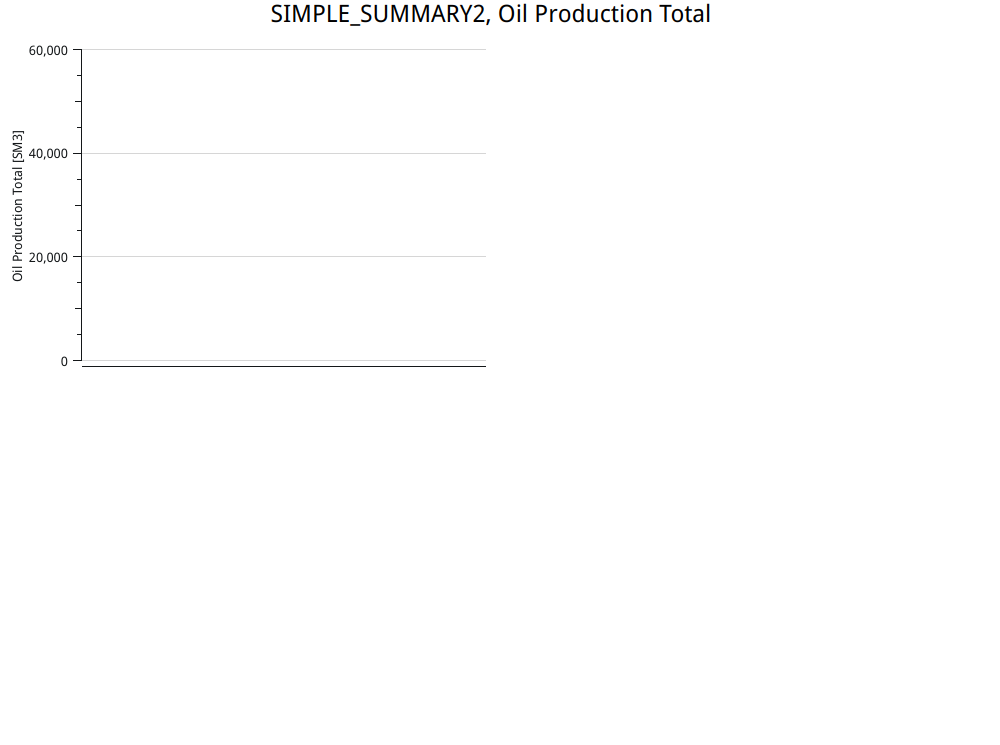 SIMPLE_SUMMARY2, Oil Production Total
60,000
40,000
20,000
0
Oil Production Total [SM3]